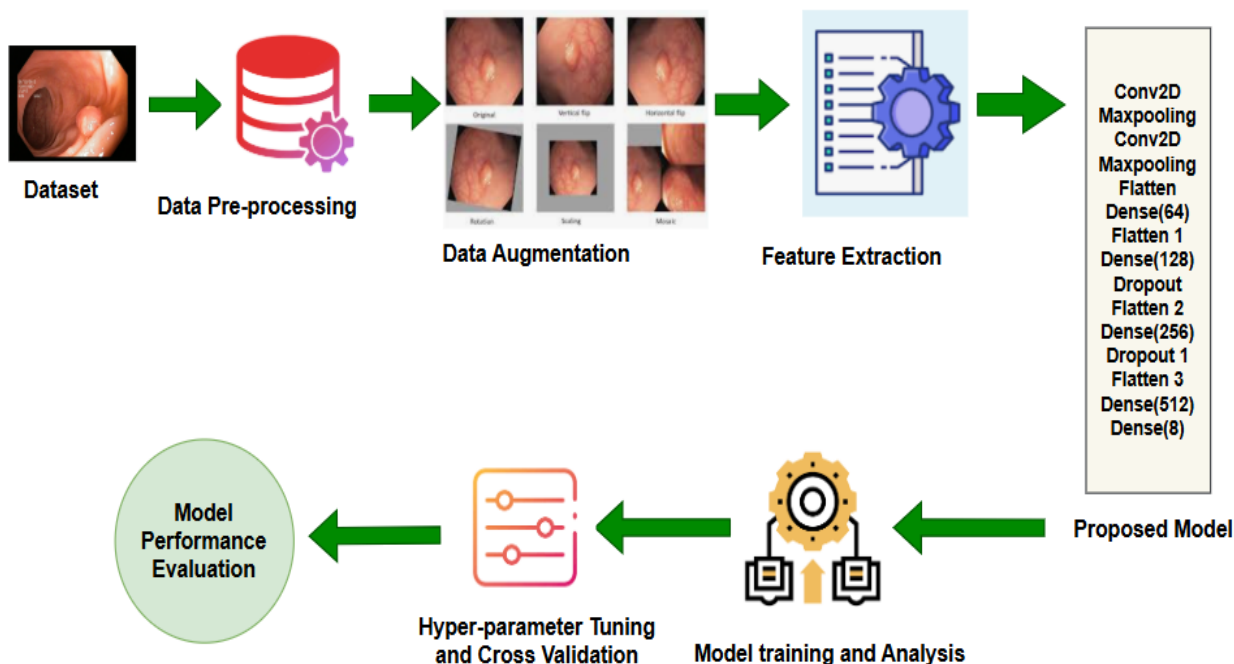 Dataset
Data Pre-processing
Original
Vertical flip
Horizontal flip
Rotation
Scaling
Mosaic
Data Augmentation
Feature Extraction
Conv2D
Maxpooling
Conv2D
Maxpooling
Flatten
Dense(64)
Flatten 1
Dense(128)
Dropout
Flatten 2
Dense(256)
Dropout 1
Flatten 3
Dense(512)
Dense(8)
Proposed Model
Model training and Analysis
Hyper-parameter Tuning
and Cross Validation
Model
Performance
Evaluation